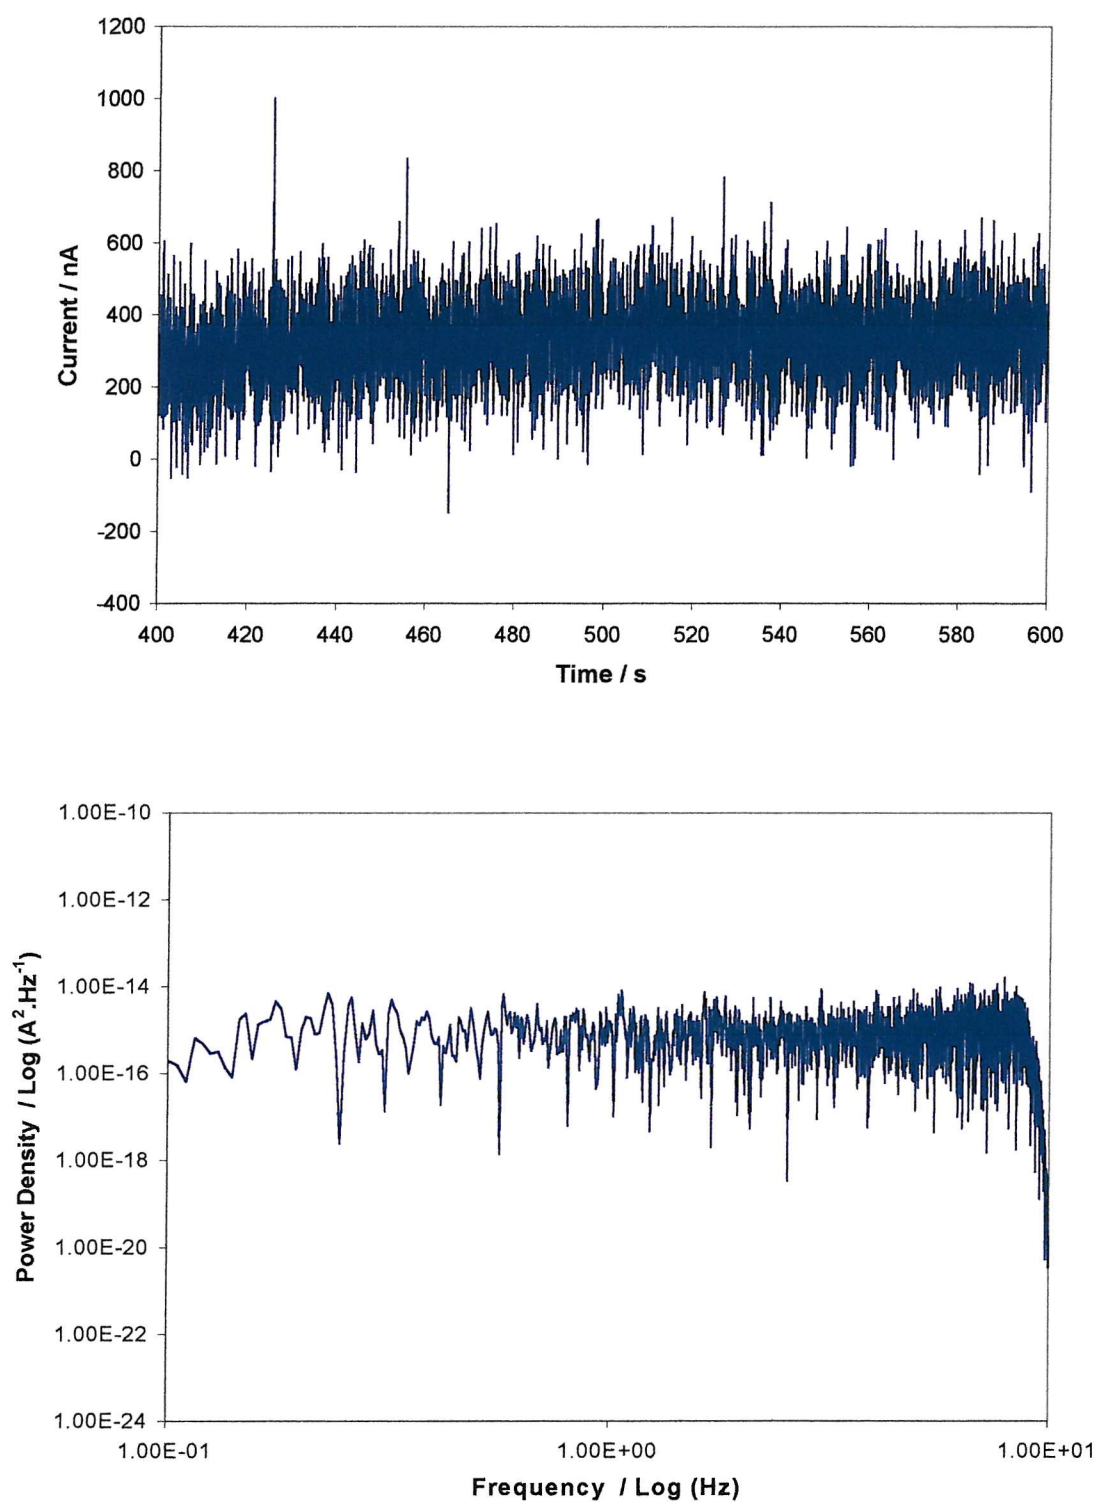 1200
1000
800
600
400
200
0
-200
-400
Current / nA
400 420 440 460 480 500 520 540 560 580 600
Time / s
1.00E-10
1.00E-12
1.00E-14
1.00E-16
1.00E-18
1.00E-20
1.00E-22
1.00E-24
Power Density / Log (A².Hz⁻¹)
1.00E-01 1.00E+00 1.00E+01
Frequency / Log (Hz)